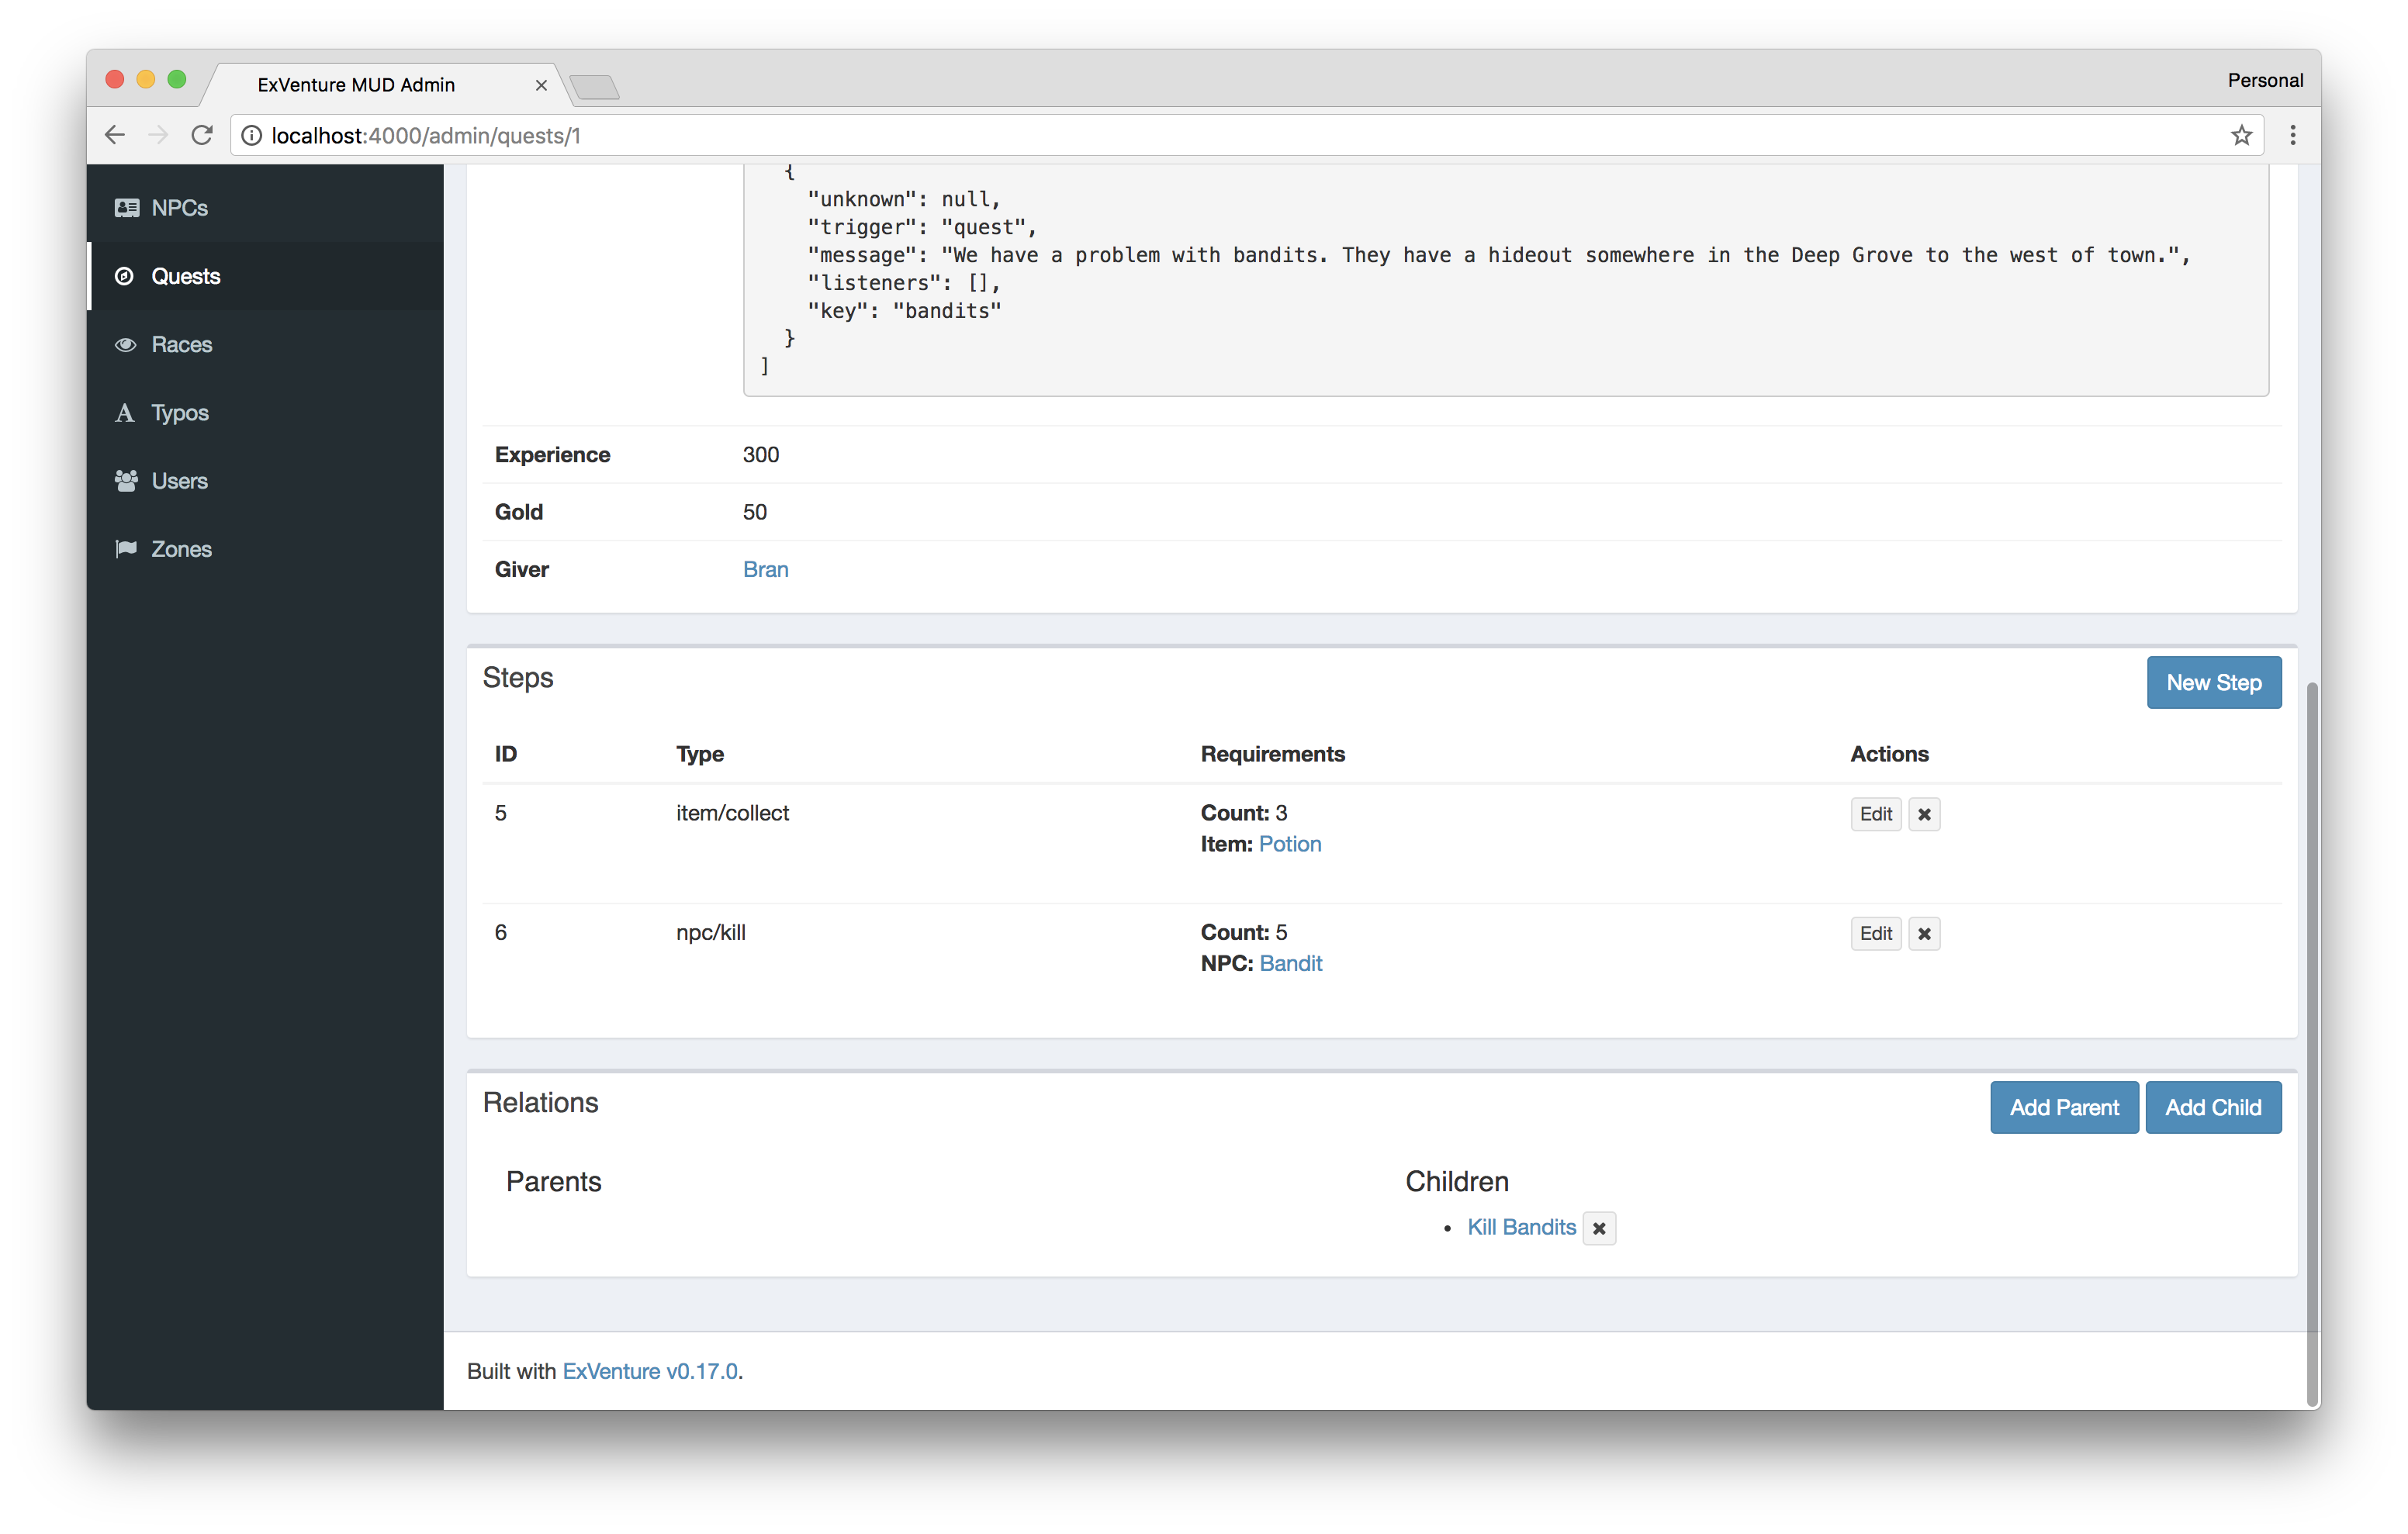 ExVenture MUD Admin
Personal
localhost:4000/admin/quests/1
NPCs
Quests
Races
Typos
Users
Zones
{
"unknown": null,
"trigger": "quest",
"message": "We have a problem with bandits. They have a hideout somewhere in the Deep Grove to the west of town.",
"listeners": [],
"key": "bandits"
}
]
Experience 300
Gold 50
Giver Bran
Steps New Step
ID Type Requirements Actions
5 item/collect Count: 3 Edit
Item: Potion
6 npc/kill Count: 5 Edit
NPC: Bandit
Relations Add Parent Add Child
Parents Children
• Kill Bandits
Built with ExVenture v0.17.0.